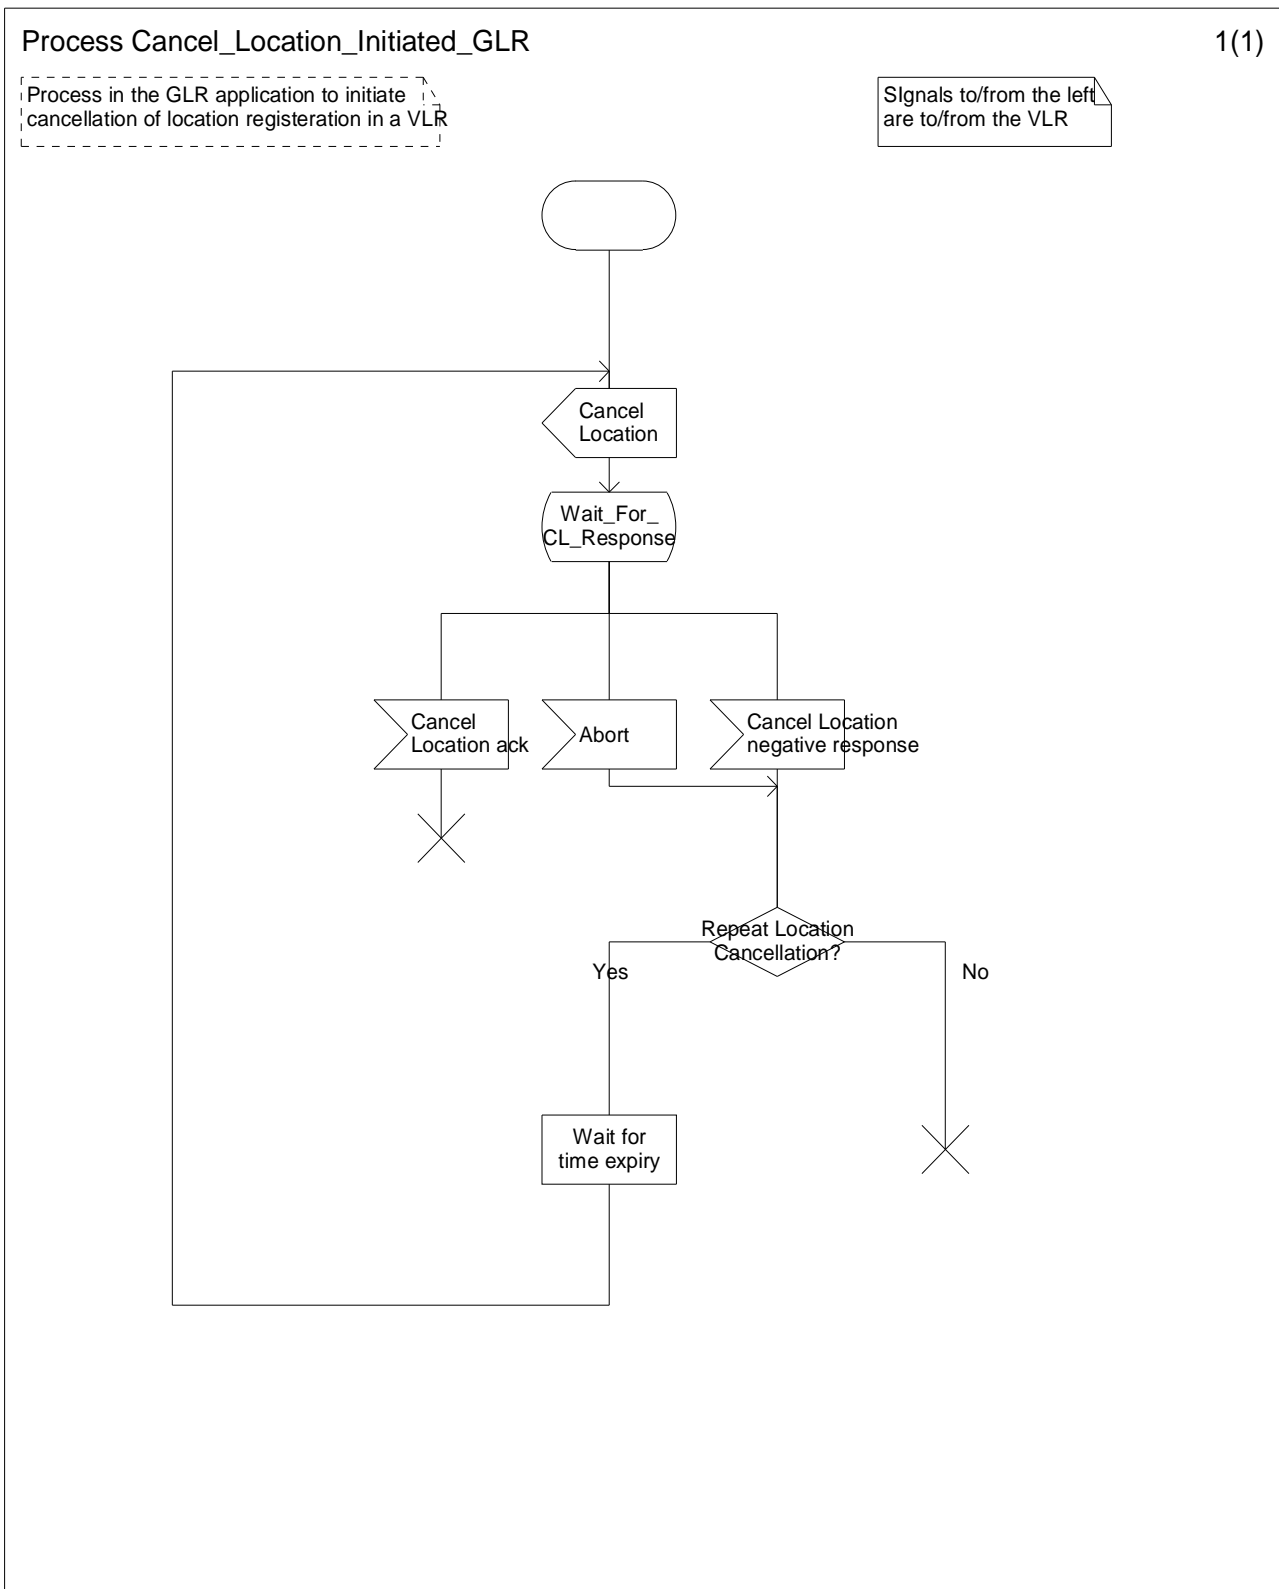 Process Cancel_Location_Initiated_GLR
1(1)
Process in the GLR application to initiate
cancellation of location registeration in a VLR
SIgnals to/from the left
are to/from the VLR
Cancel
Location
Wait_For_
CL_Response
Cancel
Location ack
Abort
Cancel Location
negative response
Repeat Location
Cancellation?
Yes
No
Wait for
time expiry